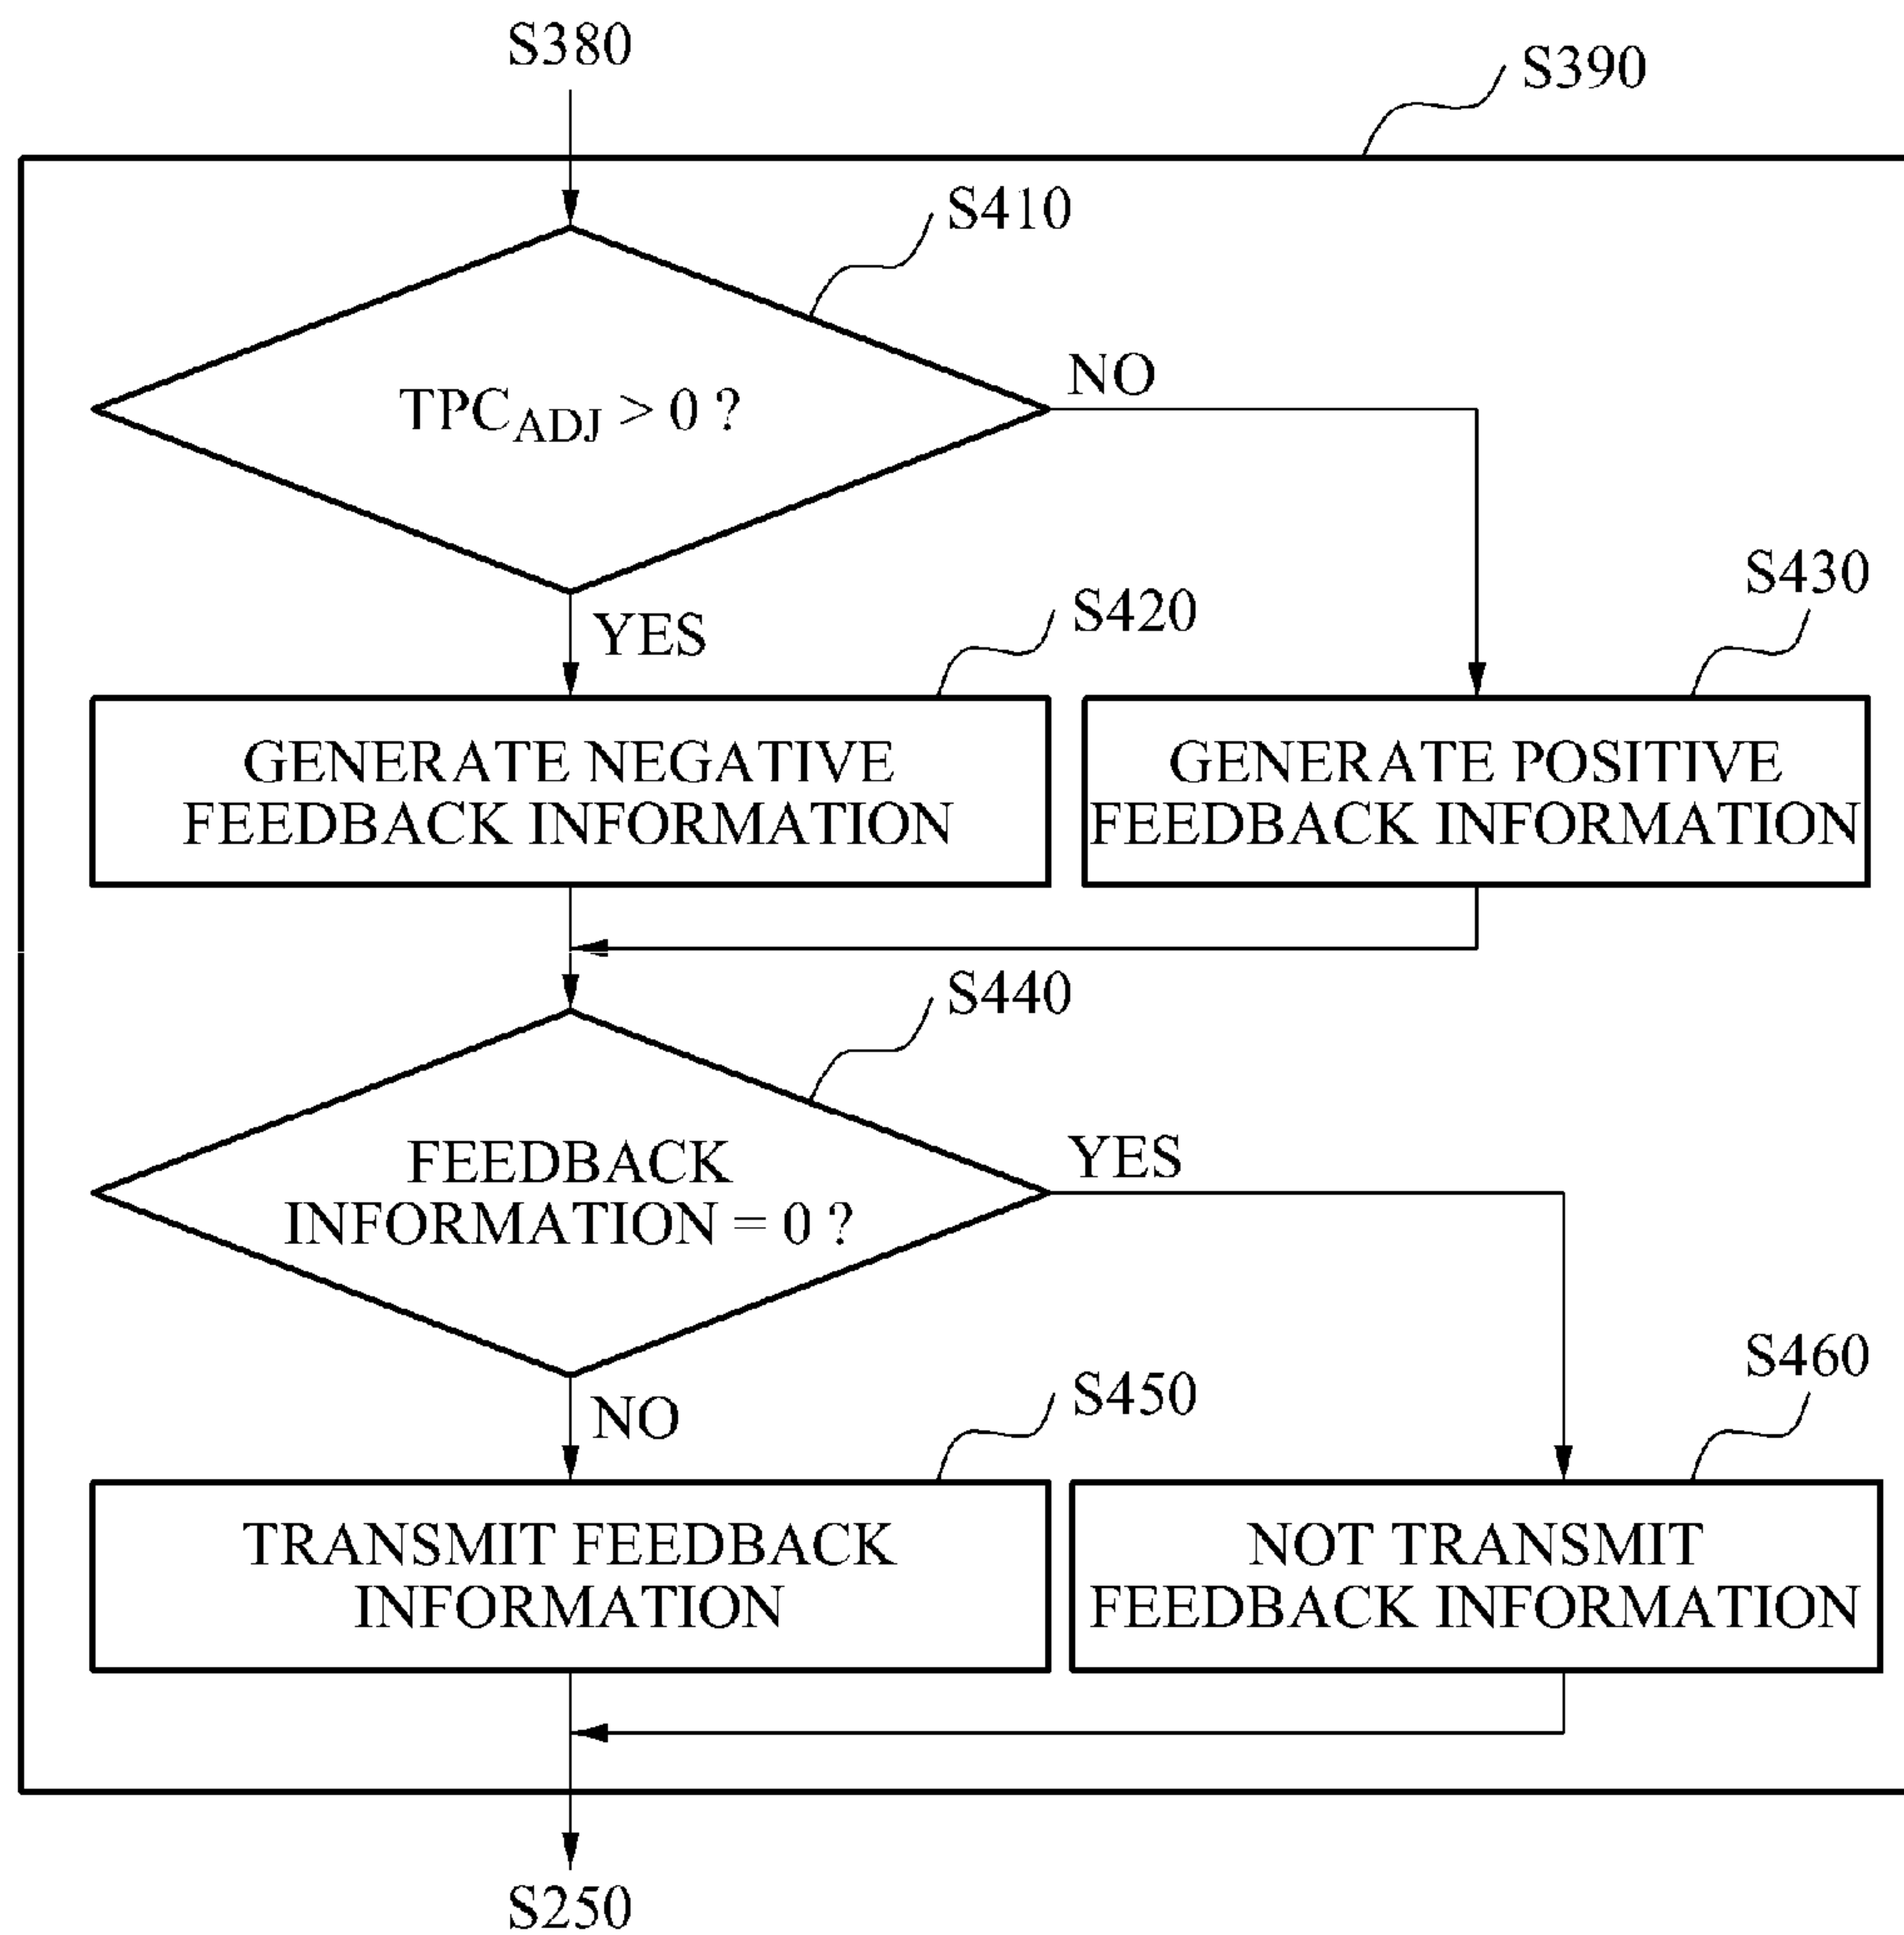 S380
S390
S410
TPC_ADJ > 0 ?
NO
YES
S420
S430
GENERATE NEGATIVE
FEEDBACK INFORMATION
GENERATE POSITIVE
FEEDBACK INFORMATION
S440
FEEDBACK
INFORMATION = 0 ?
YES
NO
S450
S460
TRANSMIT FEEDBACK
INFORMATION
NOT TRANSMIT
FEEDBACK INFORMATION
S250